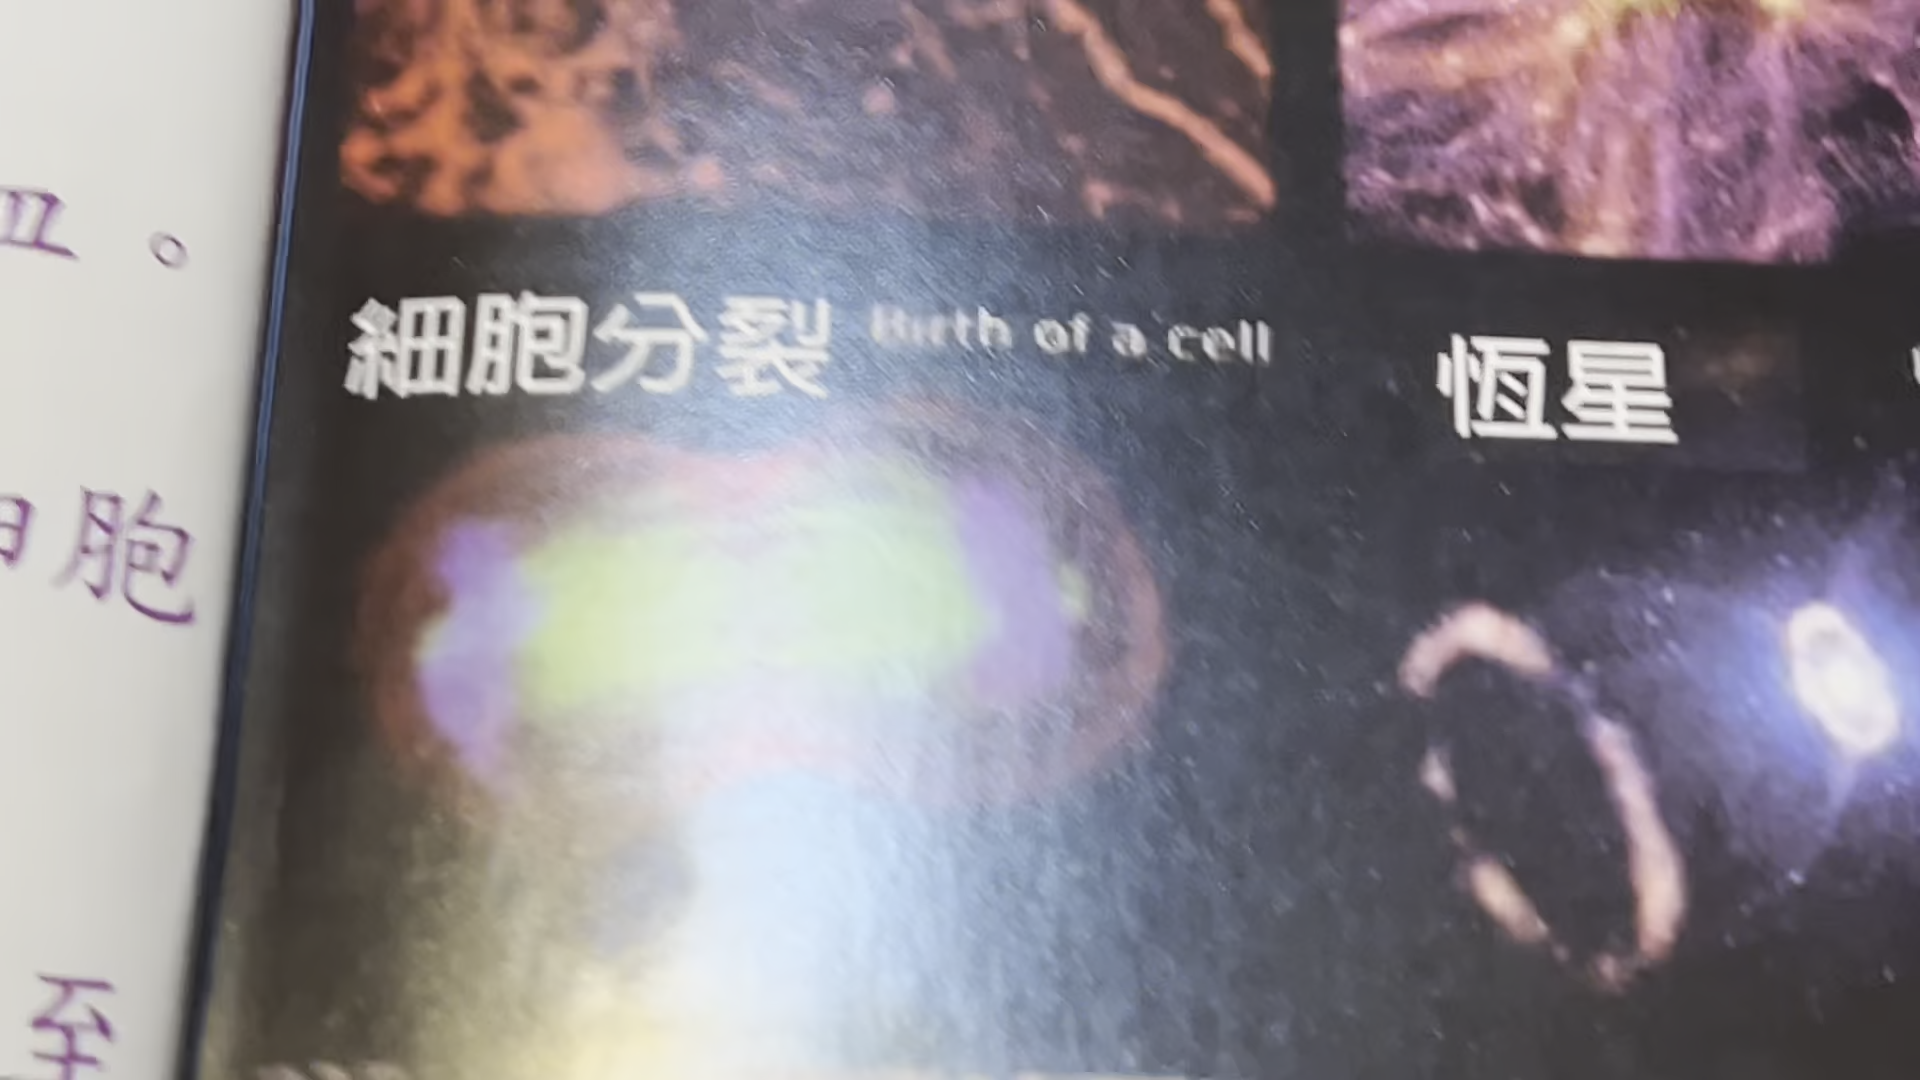 皿。
細胞分裂 Birth of a cell
恆星
胞
至